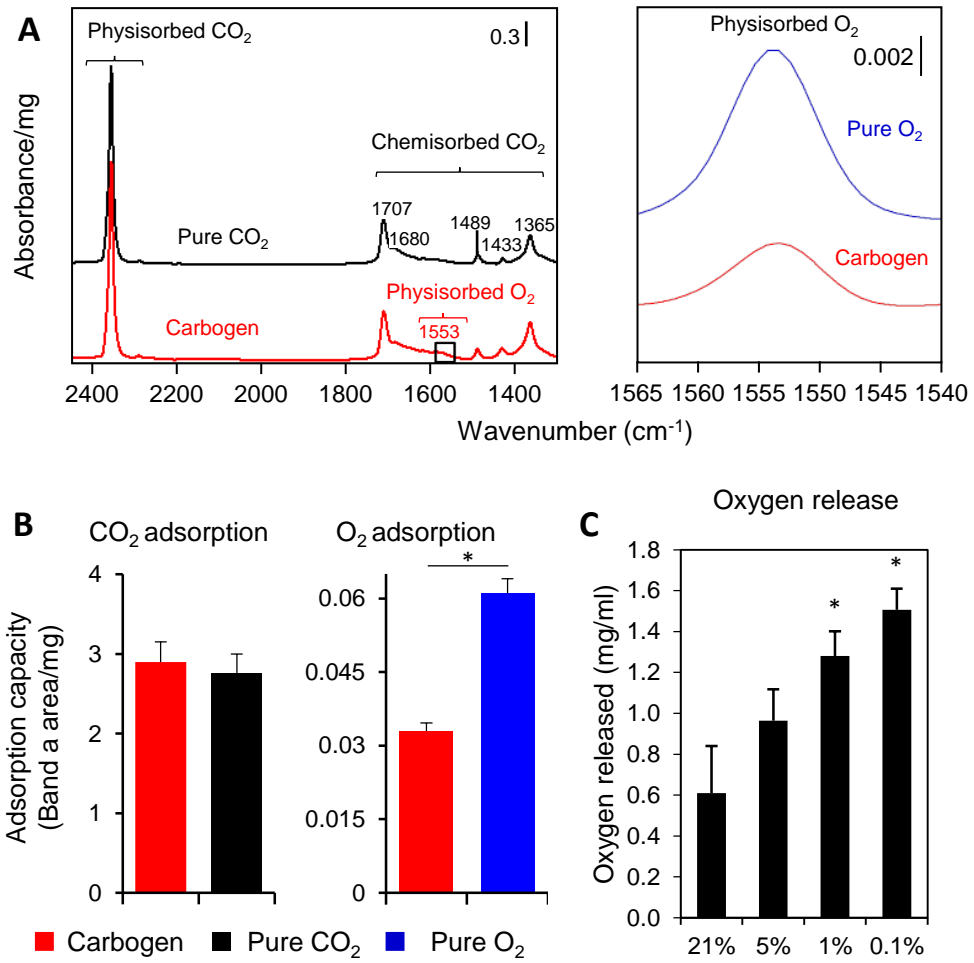 A
Absorbance/mg
Physisorbed CO₂
0.3
Chemisorbed CO₂
1707
1680
1489
1433
1365
Pure CO₂
Physisorbed O₂
1553
Carbogen
2400 2200 2000 1800 1600 1400
Physisorbed O₂
0.002
Pure O₂
Carbogen
1565 1560 1555 1550 1545 1540
Wavenumber (cm⁻¹)
B
CO₂ adsorption
Adsorption capacity
(Band a area/mg)
4
3
2
1
0
O₂ adsorption
*
0.06
0.045
0.03
0.015
0
Carbogen Pure CO₂ Pure O₂
C
Oxygen release
Oxygen released (mg/ml)
1.8
1.6
1.4
1.2
1.0
0.8
0.6
0.4
0.2
0.0
* *
21% 5% 1% 0.1%